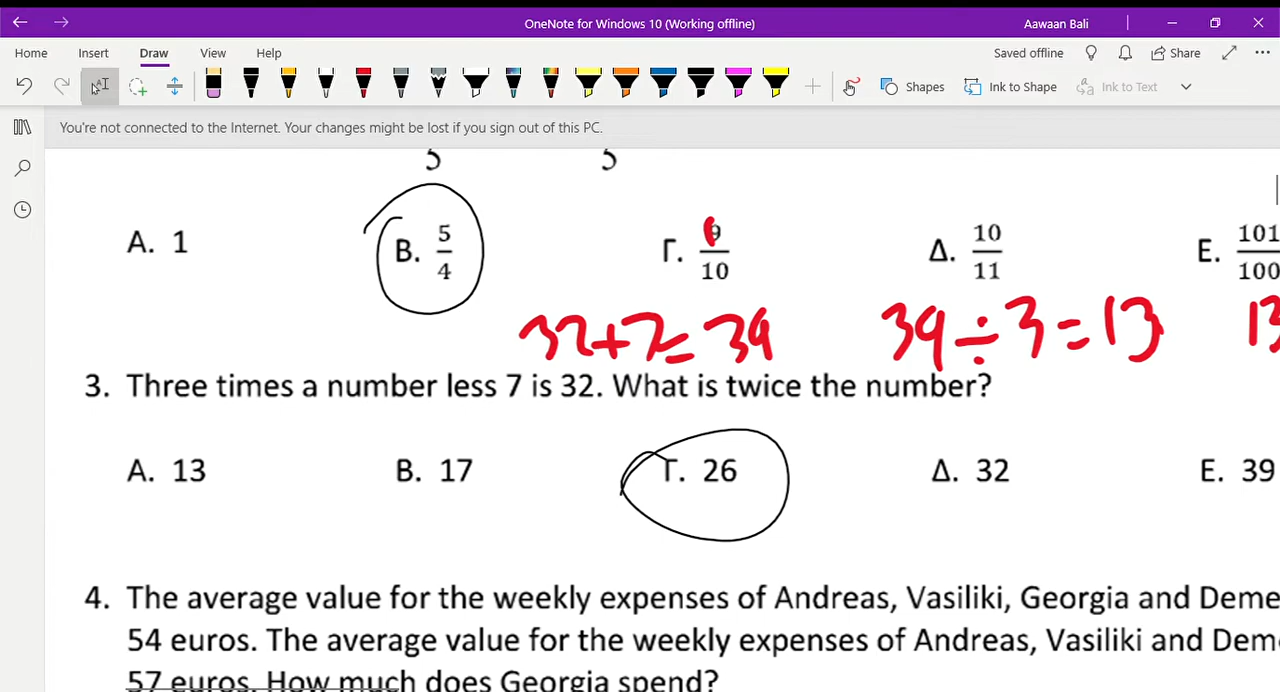 OneNote for Windows 10 (Working offline)
Aawaan Bali
Home Insert Draw View Help
Saved offline
Share
Shapes
Ink to Shape
Ink to Text
You're not connected to the Internet. Your changes might be lost if you sign out of this PC.
5 5
A. 1 B. 5/4 Γ. 9/10 Δ. 10/11 E. 101/100
32+7=39 39÷3=13 13
3. Three times a number less 7 is 32. What is twice the number?
A. 13 B. 17 Γ. 26 Δ. 32 E. 39
4. The average value for the weekly expenses of Andreas, Vasiliki, Georgia and Deme
54 euros. The average value for the weekly expenses of Andreas, Vasiliki and Deme
57 euros. How much does Georgia spend?